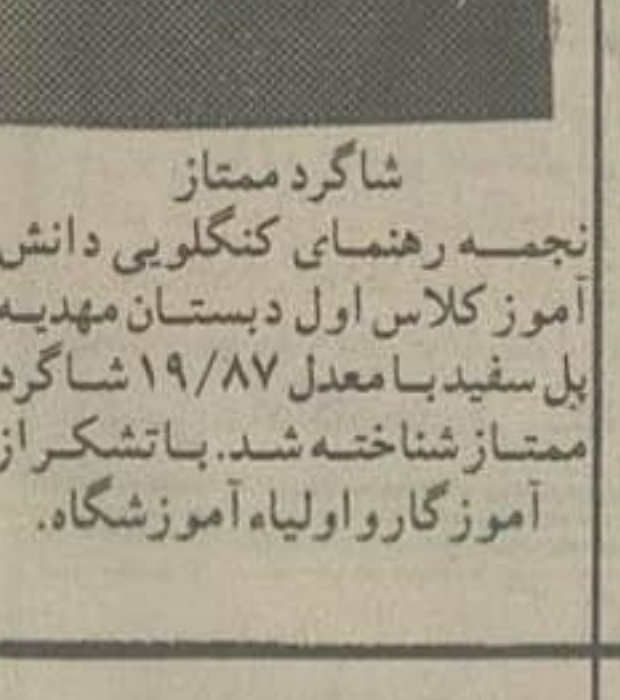 شاگرد ممتاز
نجمه رهنمای کنگلویی دانش
آموز کلاس اول دبستان مهدیه
پل سفید با معدل ۱۹/۸۷ شاگرد
ممتاز شناخته شد. با تشکر از
آموزگار و اولیاء آموزشگاه.